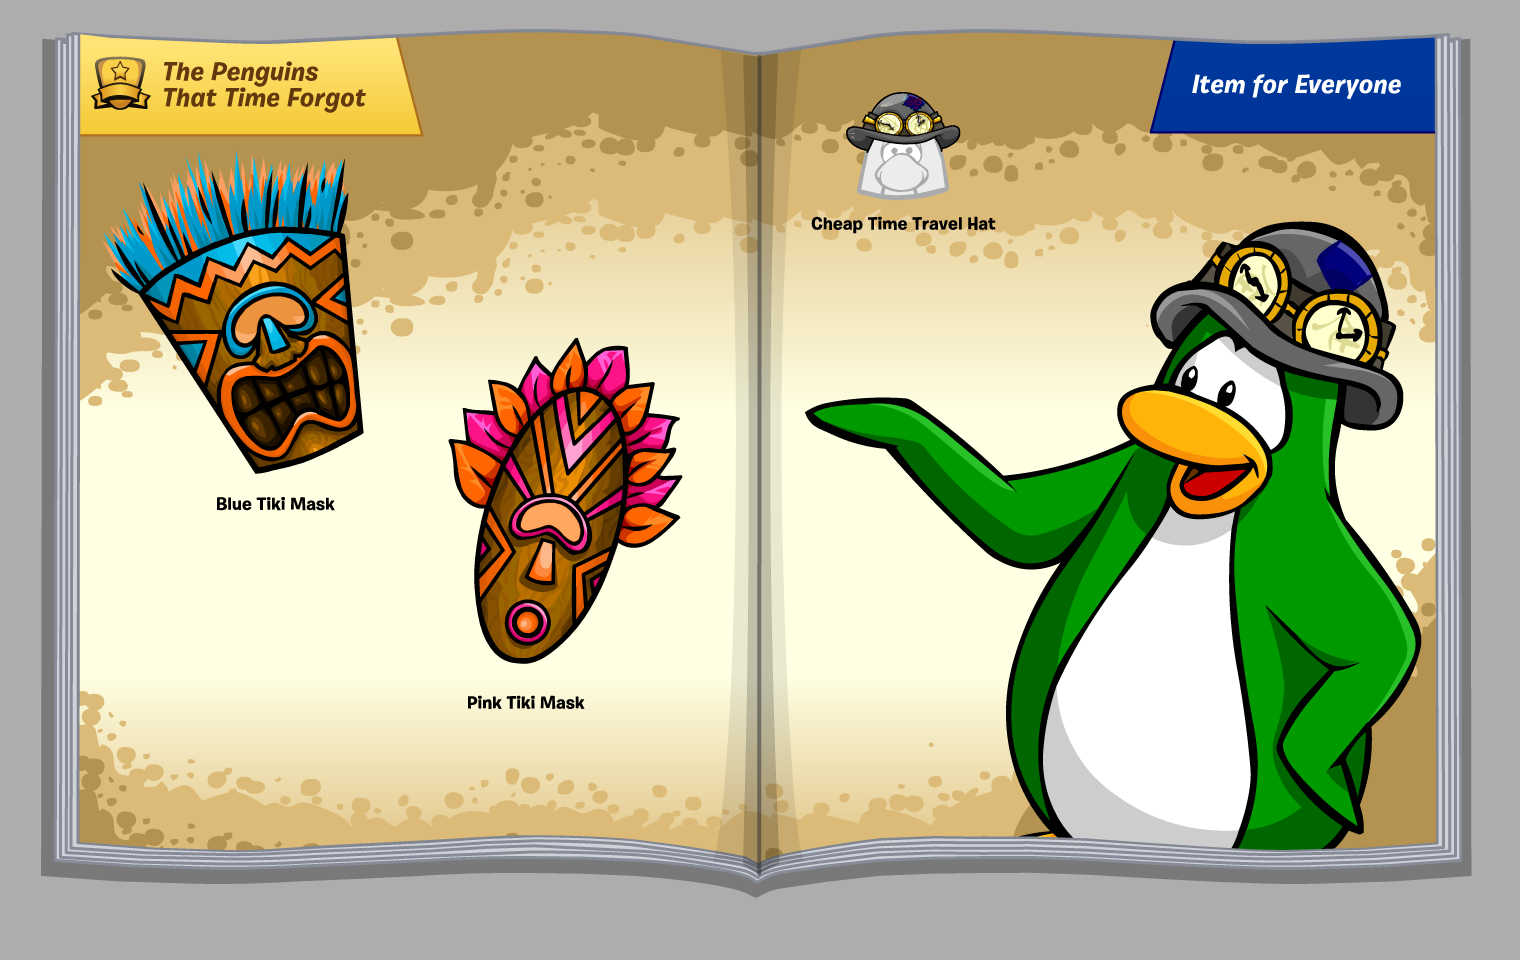 The Penguins
That Time Forgot
Blue Tiki Mask
Pink Tiki Mask
Item for Everyone
Cheap Time Travel Hat